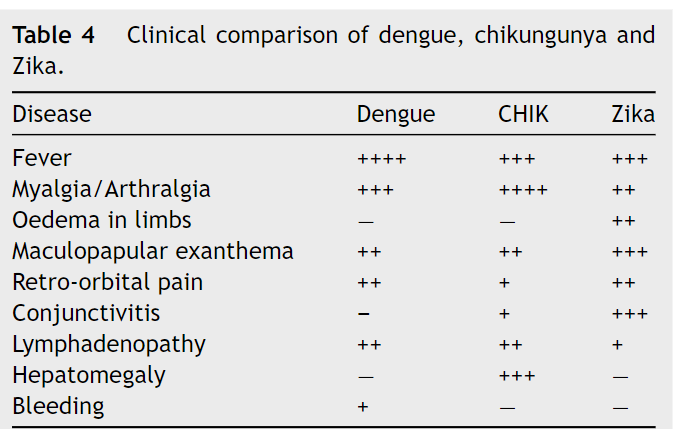 Table 4 Clinical comparison of dengue, chikungunya and
Zika.
Disease Dengue CHIK Zika
Fever ++++ +++ +++
Myalgia/Arthralgia +++ ++++ ++
Oedema in limbs — — ++
Maculopapular exanthema ++ ++ +++
Retro-orbital pain ++ + ++
Conjunctivitis – + +++
Lymphadenopathy ++ ++ +
Hepatomegaly — +++ —
Bleeding + — —